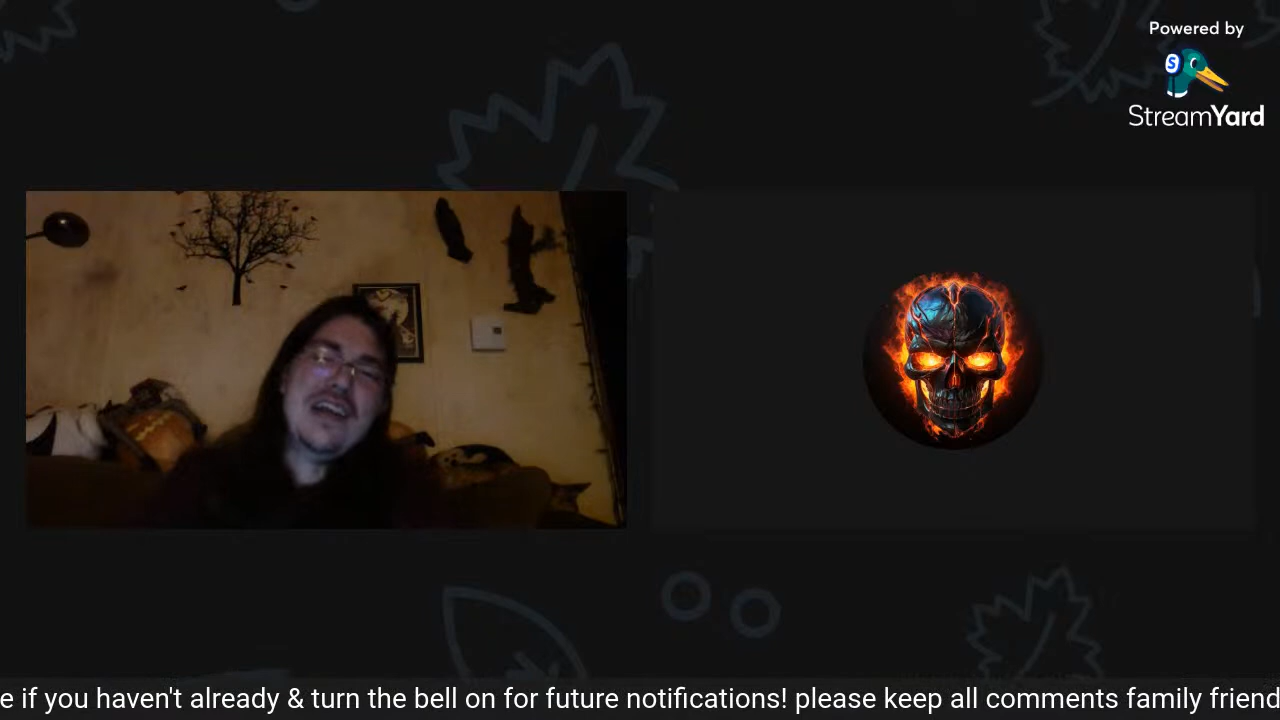 Powered by
S
StreamYard
e if you haven't already & turn the bell on for future notifications! please keep all comments family friend